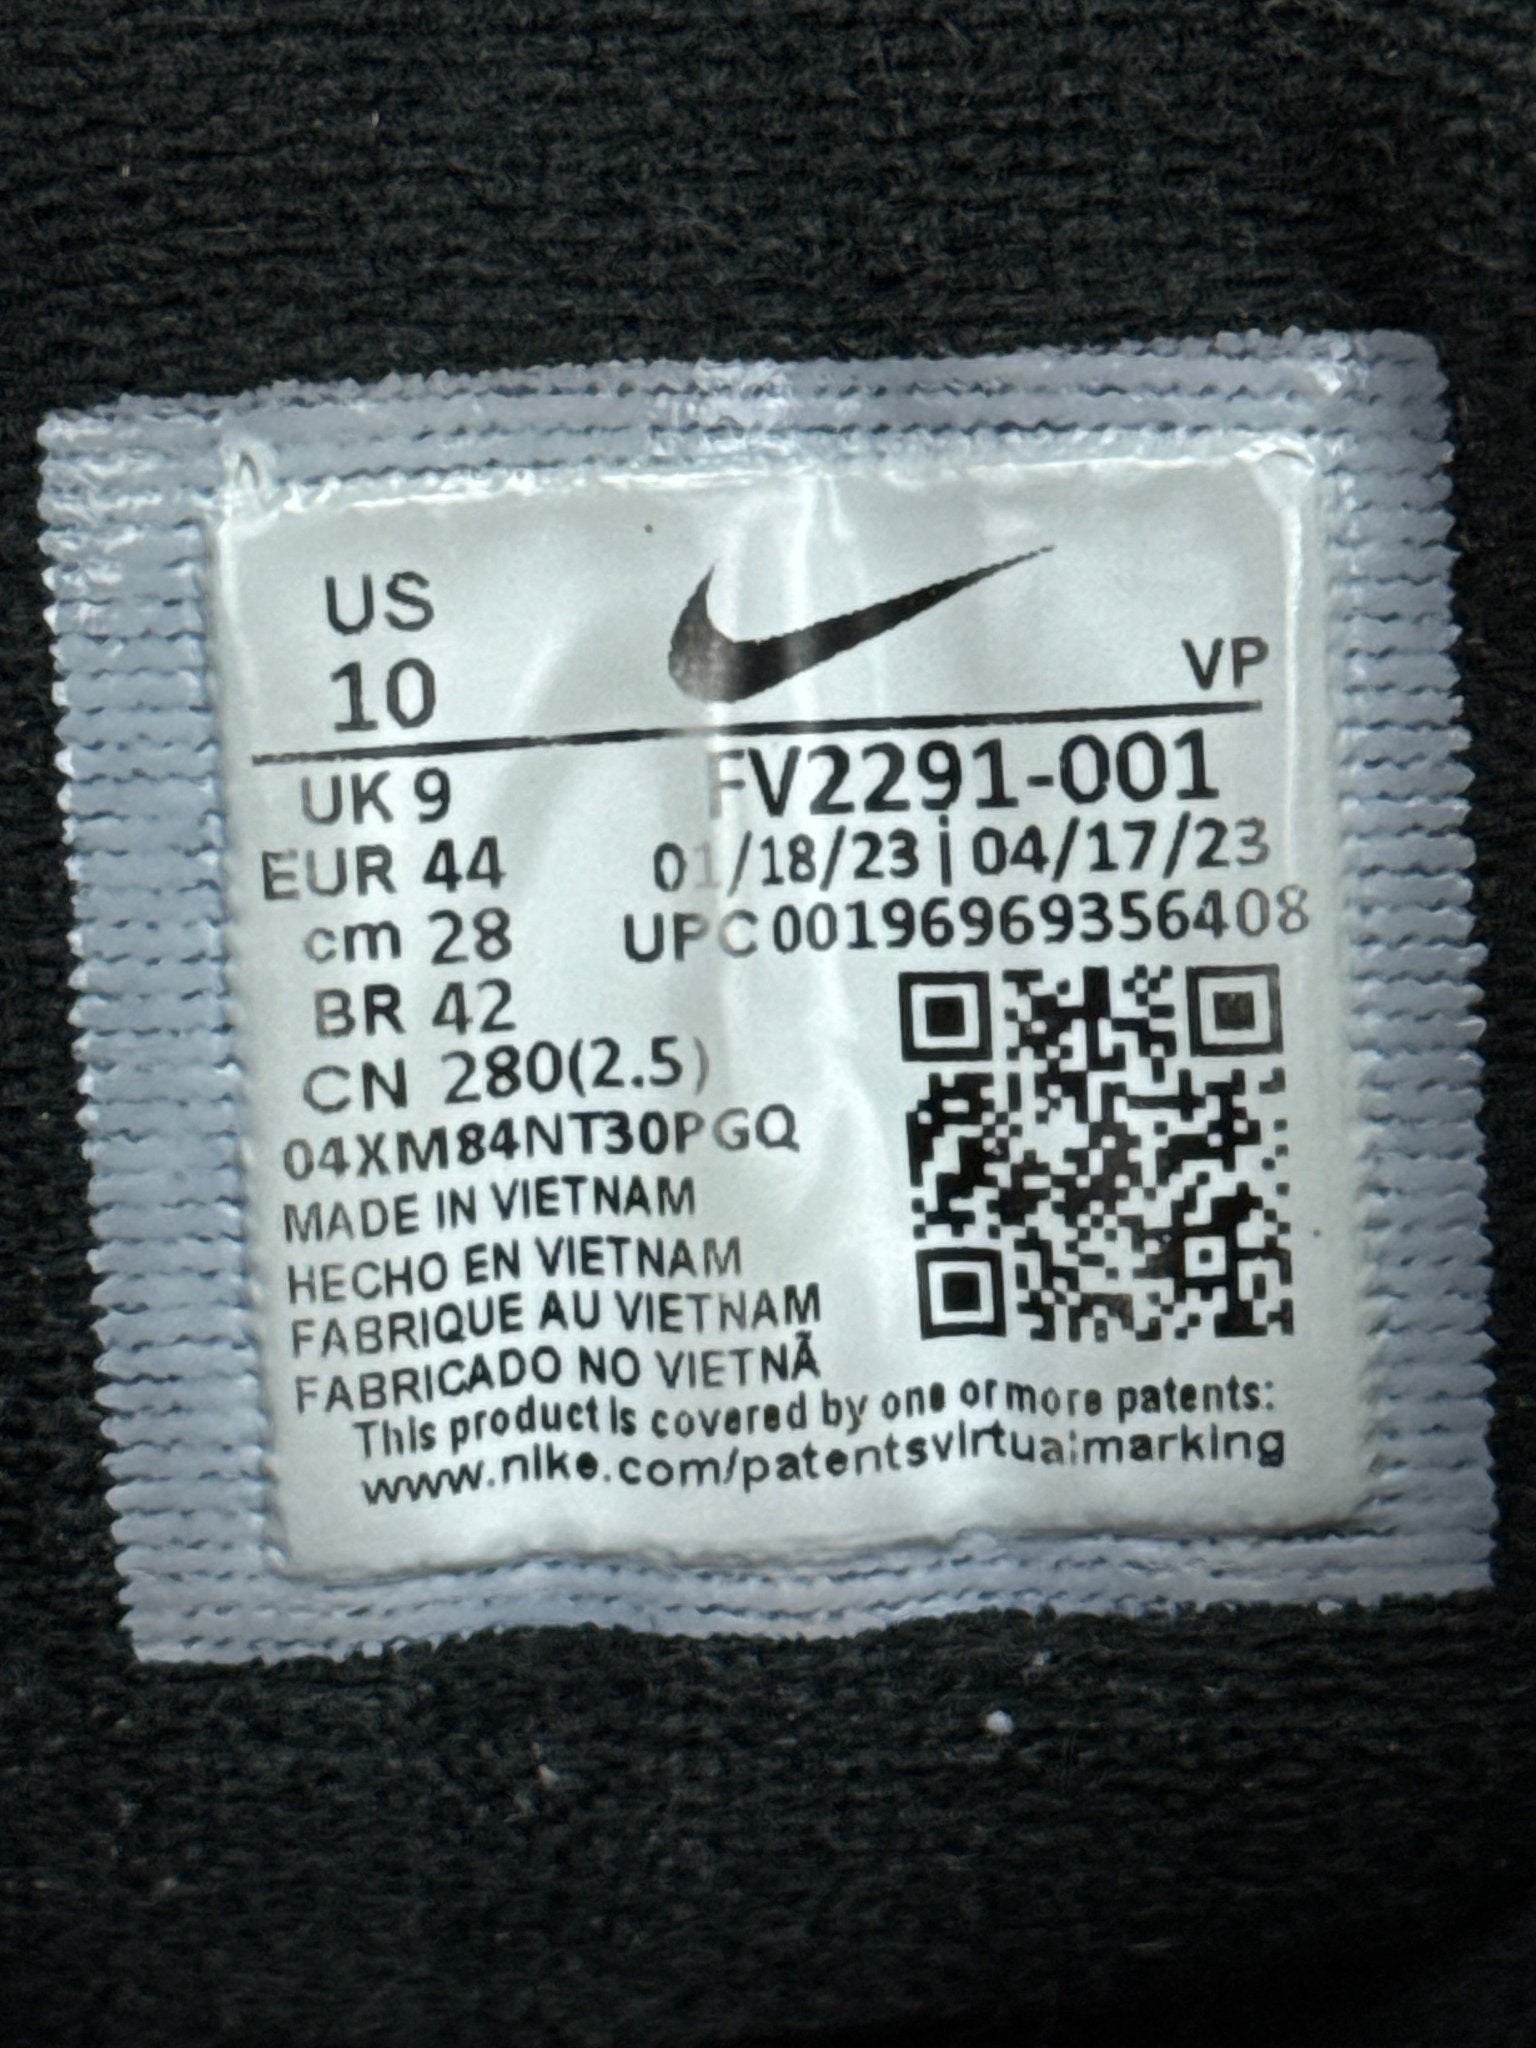 US
10
VP
UK 9
FV2291-001
EUR 44
01/18/23 | 04/17/23
cm 28
UPC 00196969356408
BR 42
CN 280(2.5)
04XM84NT30PGQ
MADE IN VIETNAM
HECHO EN VIETNAM
FABRIQUE AU VIETNAM
FABRICADO NO VIETNÃ
This product is covered by one or more patents:
www.nike.com/patentsvirtualmarking